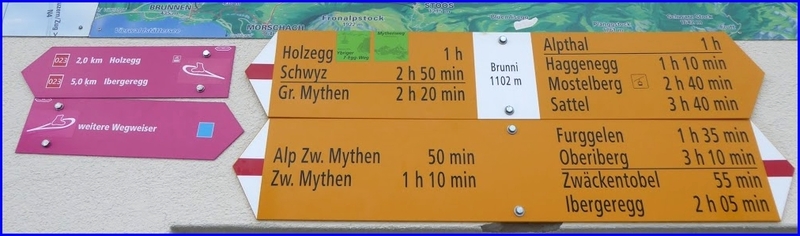 NA
BRUNNEN
Vierwaldstättersee
MORSCHACH
Fronalpstock
STOOS
023 2,0 km Holzegg
023 5,0 km Ibergeregg
weitere Wegweiser
Holzegg 1 h
Schwyz 2 h 50 min
Gr. Mythen 2 h 20 min
Brunni
1102 m
Alpthal 1 h
Haggenegg 1 h 10 min
Mostelberg 2 h 40 min
Sattel 3 h 40 min
Alp Zw. Mythen 50 min
Zw. Mythen 1 h 10 min
Furggelen 1 h 35 min
Oberiberg 3 h 10 min
Zwäckentobel 55 min
Ibergeregg 2 h 05 min